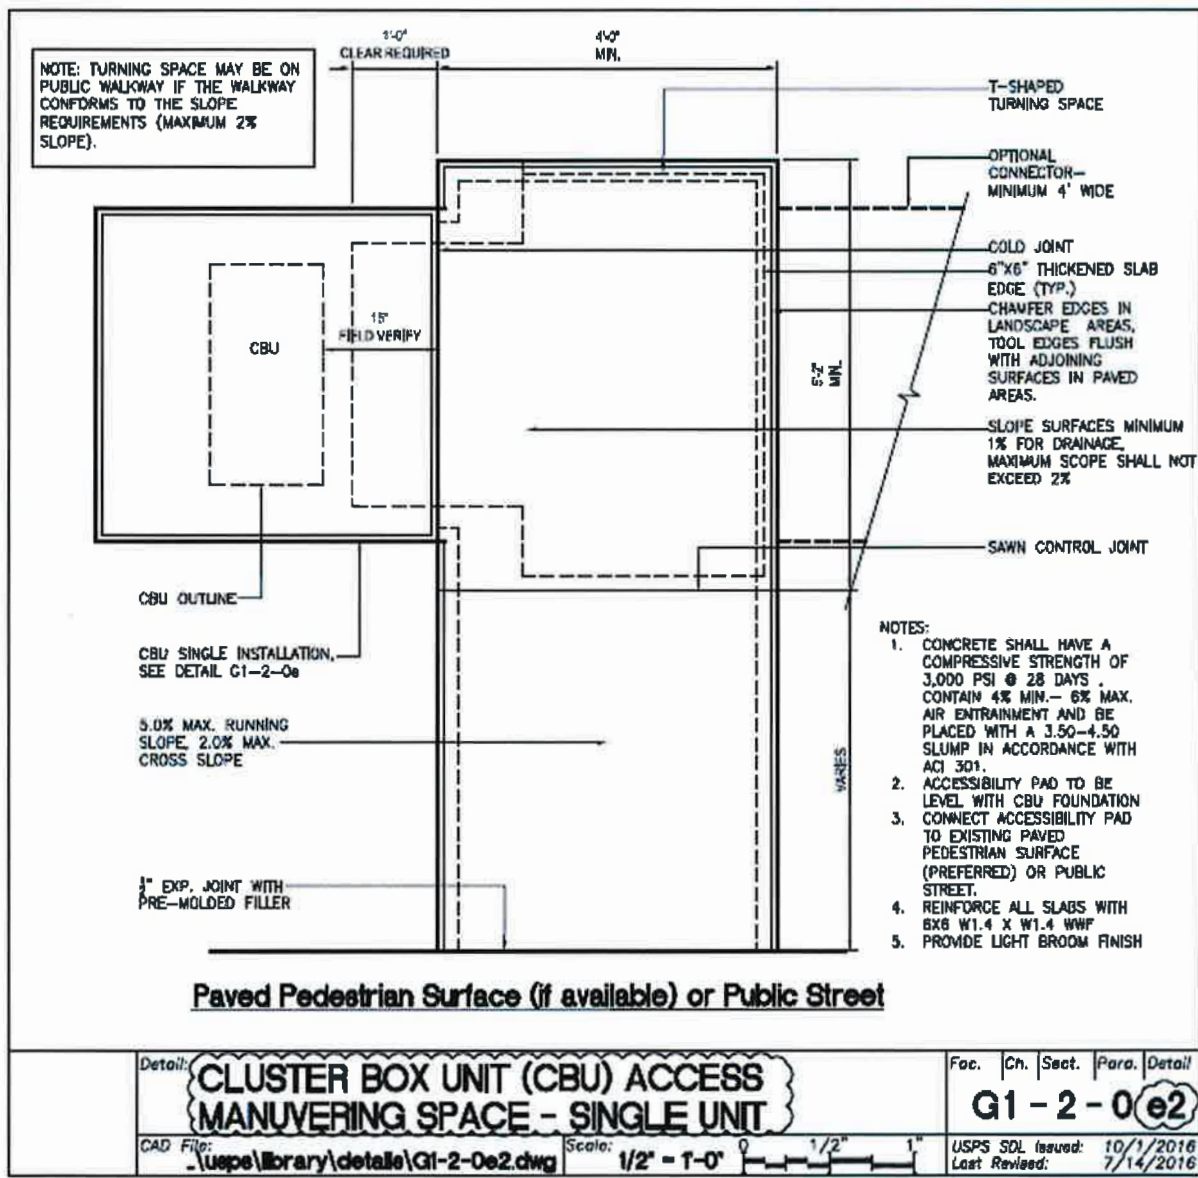 1'-0"
CLEAR REQUIRED
4'-0"
MIN.
NOTE: TURNING SPACE MAY BE ON
PUBLIC WALKWAY IF THE WALKWAY
CONFORMS TO THE SLOPE
REQUIREMENTS (MAXIMUM 2%
SLOPE).
T-SHAPED
TURNING SPACE
OPTIONAL
CONNECTOR-
MINIMUM 4' WIDE
COLD JOINT
6"X6" THICKENED SLAB
EDGE (TYP.)
CHAMFER EDGES IN
LANDSCAPE AREAS,
TOOL EDGES FLUSH
WITH ADJOINING
SURFACES IN PAVED
AREAS.
15"
FIELD VERIFY
CBU
MIN.
SLOPE SURFACES MINIMUM
1% FOR DRAINAGE,
MAXIMUM SCOPE SHALL NOT
EXCEED 2%
SAWN CONTROL JOINT
CBU OUTLINE
CBU SINGLE INSTALLATION,
SEE DETAIL G1-2-0e
5.0% MAX. RUNNING
SLOPE, 2.0% MAX.
CROSS SLOPE
VARIES
EXP. JOINT WITH
PRE-MOLDED FILLER
NOTES:
1. CONCRETE SHALL HAVE A
COMPRESSIVE STRENGTH OF
3,000 PSI @ 28 DAYS .
CONTAIN 4% MIN.- 6% MAX.
AIR ENTRAINMENT AND BE
PLACED WITH A 3.50-4.50
SLUMP IN ACCORDANCE WITH
ACI 301.
2. ACCESSIBILITY PAD TO BE
LEVEL WITH CBU FOUNDATION
3. CONNECT ACCESSIBILITY PAD
TO EXISTING PAVED
PEDESTRIAN SURFACE
(PREFERRED) OR PUBLIC
STREET.
4. REINFORCE ALL SLABS WITH
6X6 W1.4 X W1.4 WWF
5. PROVIDE LIGHT BROOM FINISH
Paved Pedestrian Surface (if available) or Public Street
Detail:
CLUSTER BOX UNIT (CBU) ACCESS
MANUVERING SPACE - SINGLE UNIT
Fac. Ch. Sect. Para. Detail
G1 - 2 - 0 e2
CAD File:
..\usps\library\details\G1-2-0e2.dwg
Scale:
1/2" = 1'-0"
0 1/2" 1"
USPS SDL Issued: 10/1/2016
Last Revised: 7/14/2016